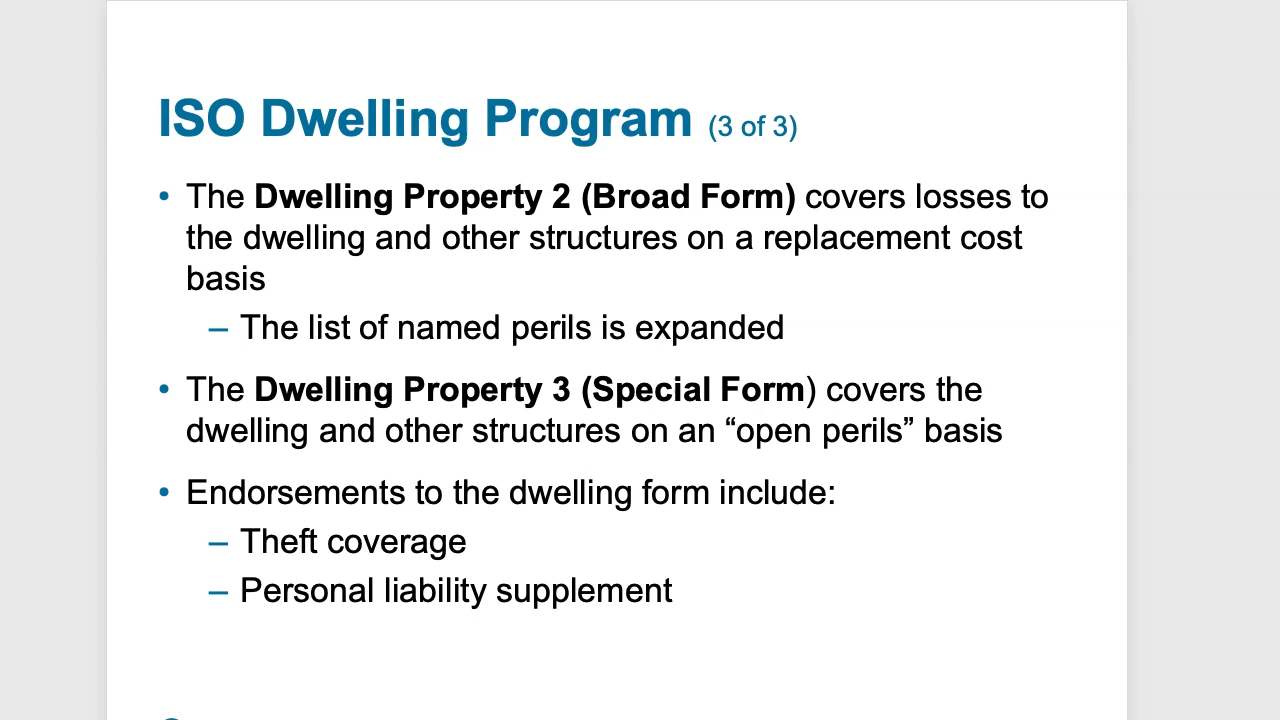 ISO Dwelling Program (3 of 3)
• The Dwelling Property 2 (Broad Form) covers losses to
the dwelling and other structures on a replacement cost
basis
– The list of named perils is expanded
• The Dwelling Property 3 (Special Form) covers the
dwelling and other structures on an “open perils” basis
• Endorsements to the dwelling form include:
– Theft coverage
– Personal liability supplement